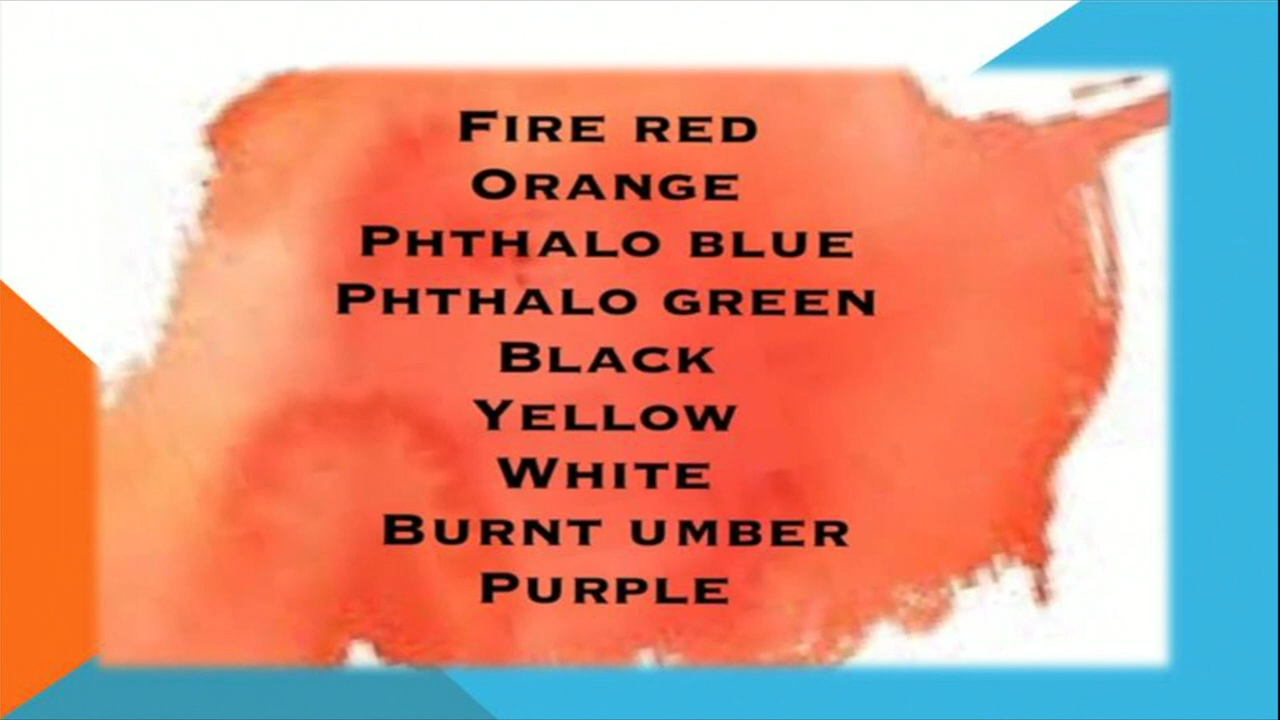 Fire red
Orange
Phthalo blue
Phthalo green
Black
Yellow
White
Burnt umber
Purple